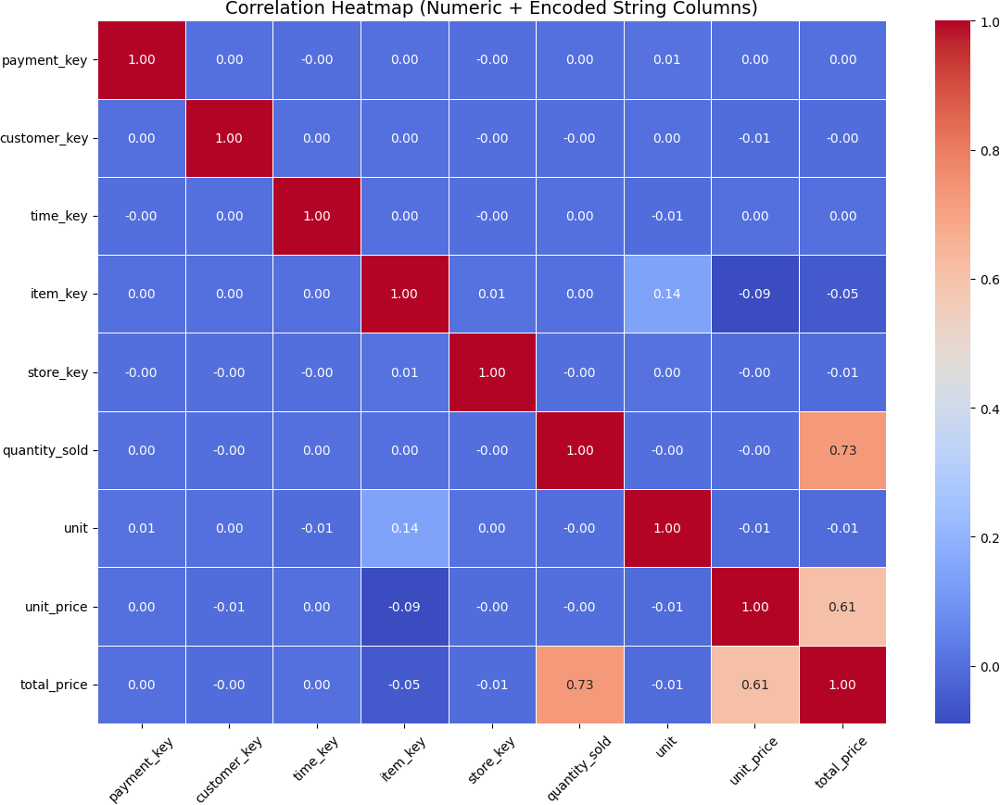 Correlation Heatmap (Numeric + Encoded String Columns)
payment_key 1.00 0.00 -0.00 0.00 -0.00 0.00 0.01 0.00 0.00
customer_key 0.00 1.00 0.00 0.00 -0.00 -0.00 0.00 -0.01 -0.00
time_key -0.00 0.00 1.00 0.00 -0.00 0.00 -0.01 0.00 0.00
item_key 0.00 0.00 0.00 1.00 0.01 0.00 0.14 -0.09 -0.05
store_key -0.00 -0.00 -0.00 0.01 1.00 -0.00 0.00 -0.00 -0.01
quantity_sold 0.00 -0.00 0.00 0.00 -0.00 1.00 -0.00 -0.00 0.73
unit 0.01 0.00 -0.01 0.14 0.00 -0.00 1.00 -0.01 -0.01
unit_price 0.00 -0.01 0.00 -0.09 -0.00 -0.00 -0.01 1.00 0.61
total_price 0.00 -0.00 0.00 -0.05 -0.01 0.73 -0.01 0.61 1.00
payment_key customer_key time_key item_key store_key quantity_sold unit unit_price total_price
1.0
0.8
0.6
0.4
0.2
0.0